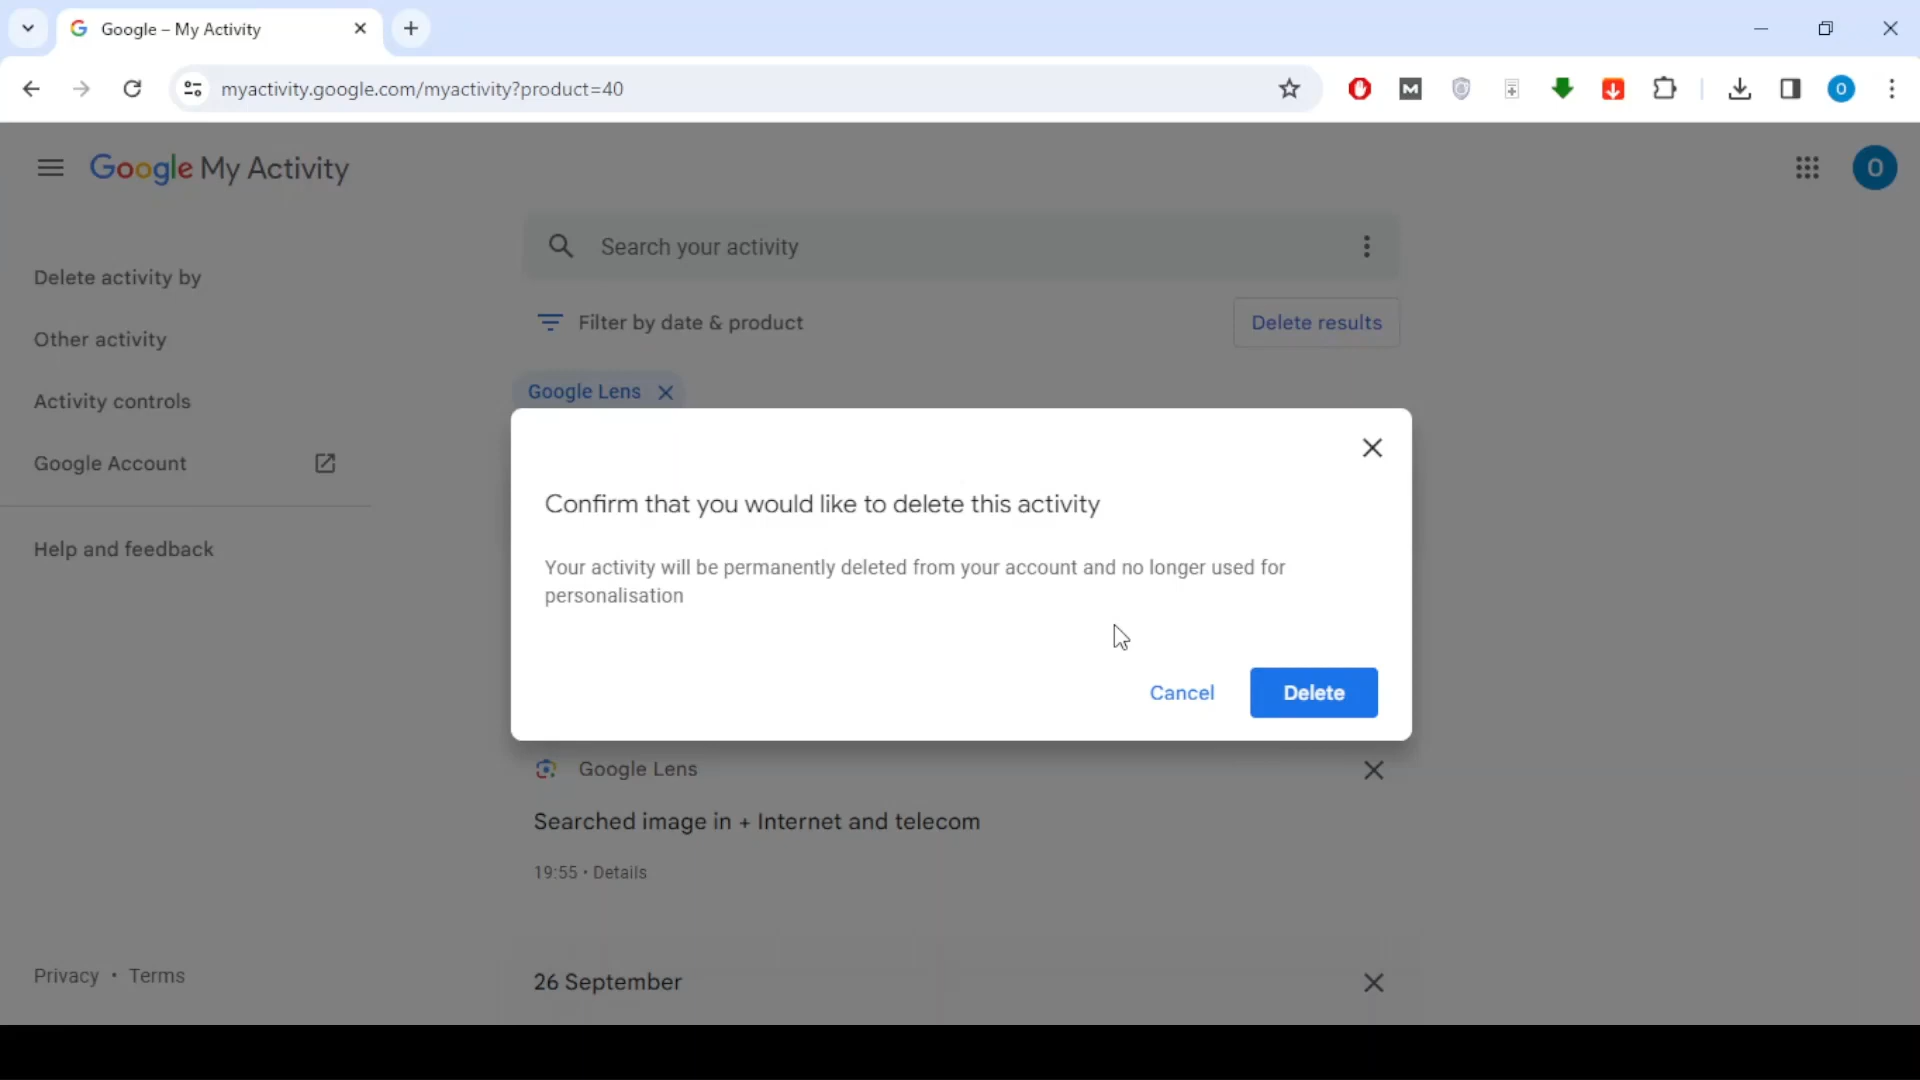 Google – My Activity
myactivity.google.com/myactivity?product=40
M
O
Google My Activity
O
Search your activity
Delete activity by
Filter by date & product
Delete results
Other activity
Google Lens
Activity controls
Google Account
Confirm that you would like to delete this activity
Help and feedback
Your activity will be permanently deleted from your account and no longer used for
personalisation
Cancel
Delete
Google Lens
Searched image in + Internet and telecom
19:55 • Details
Privacy • Terms
26 September